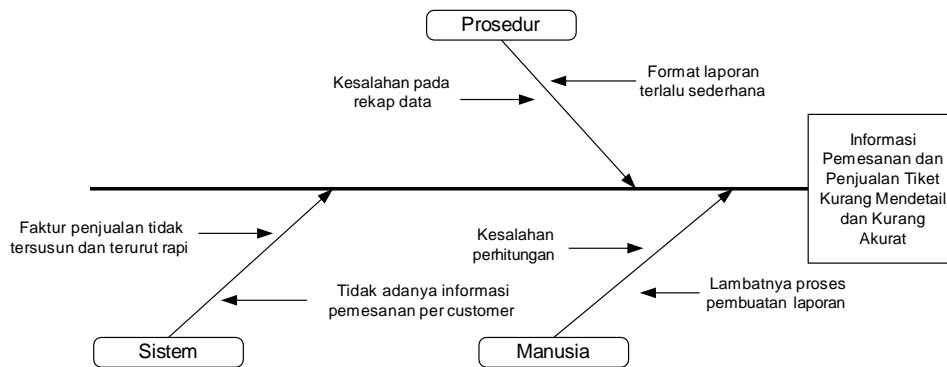 Prosedur
Kesalahan pada
rekap data
Format laporan
terlalu sederhana
Informasi
Pemesanan dan
Penjualan Tiket
Kurang Mendetail
dan Kurang
Akurat
Faktur penjualan tidak
tersusun dan terurut rapi
Tidak adanya informasi
pemesanan per customer
Kesalahan
perhitungan
Lambatnya proses
pembuatan laporan
Sistem
Manusia